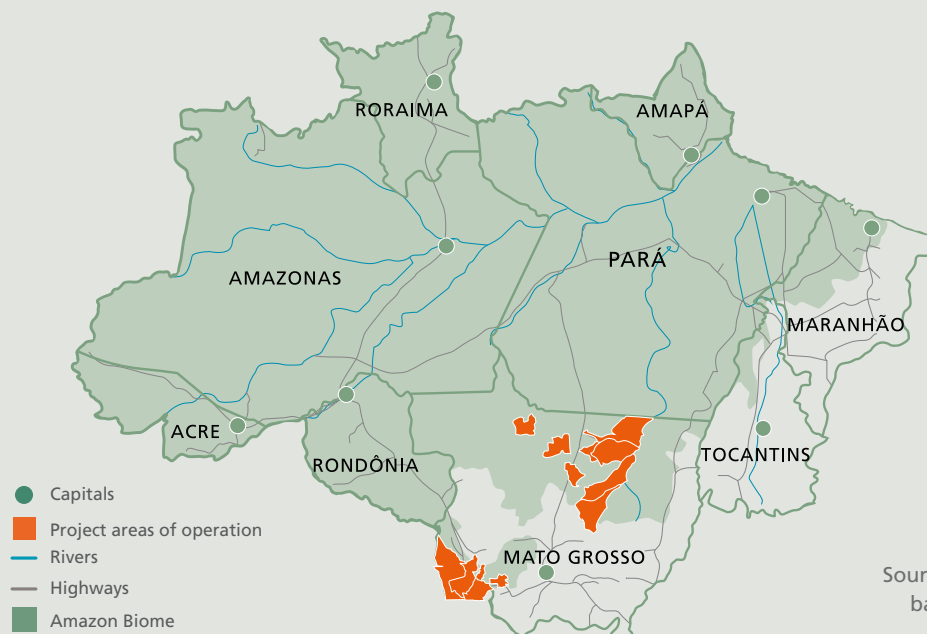 RORAIMA
AMAPÁ
AMAZONAS
PARÁ
MARANHÃO
ACRE
RONDÔNIA
TOCANTINS
MATO GROSSO
Capitals
Project areas of operation
Rivers
Highways
Amazon Biome